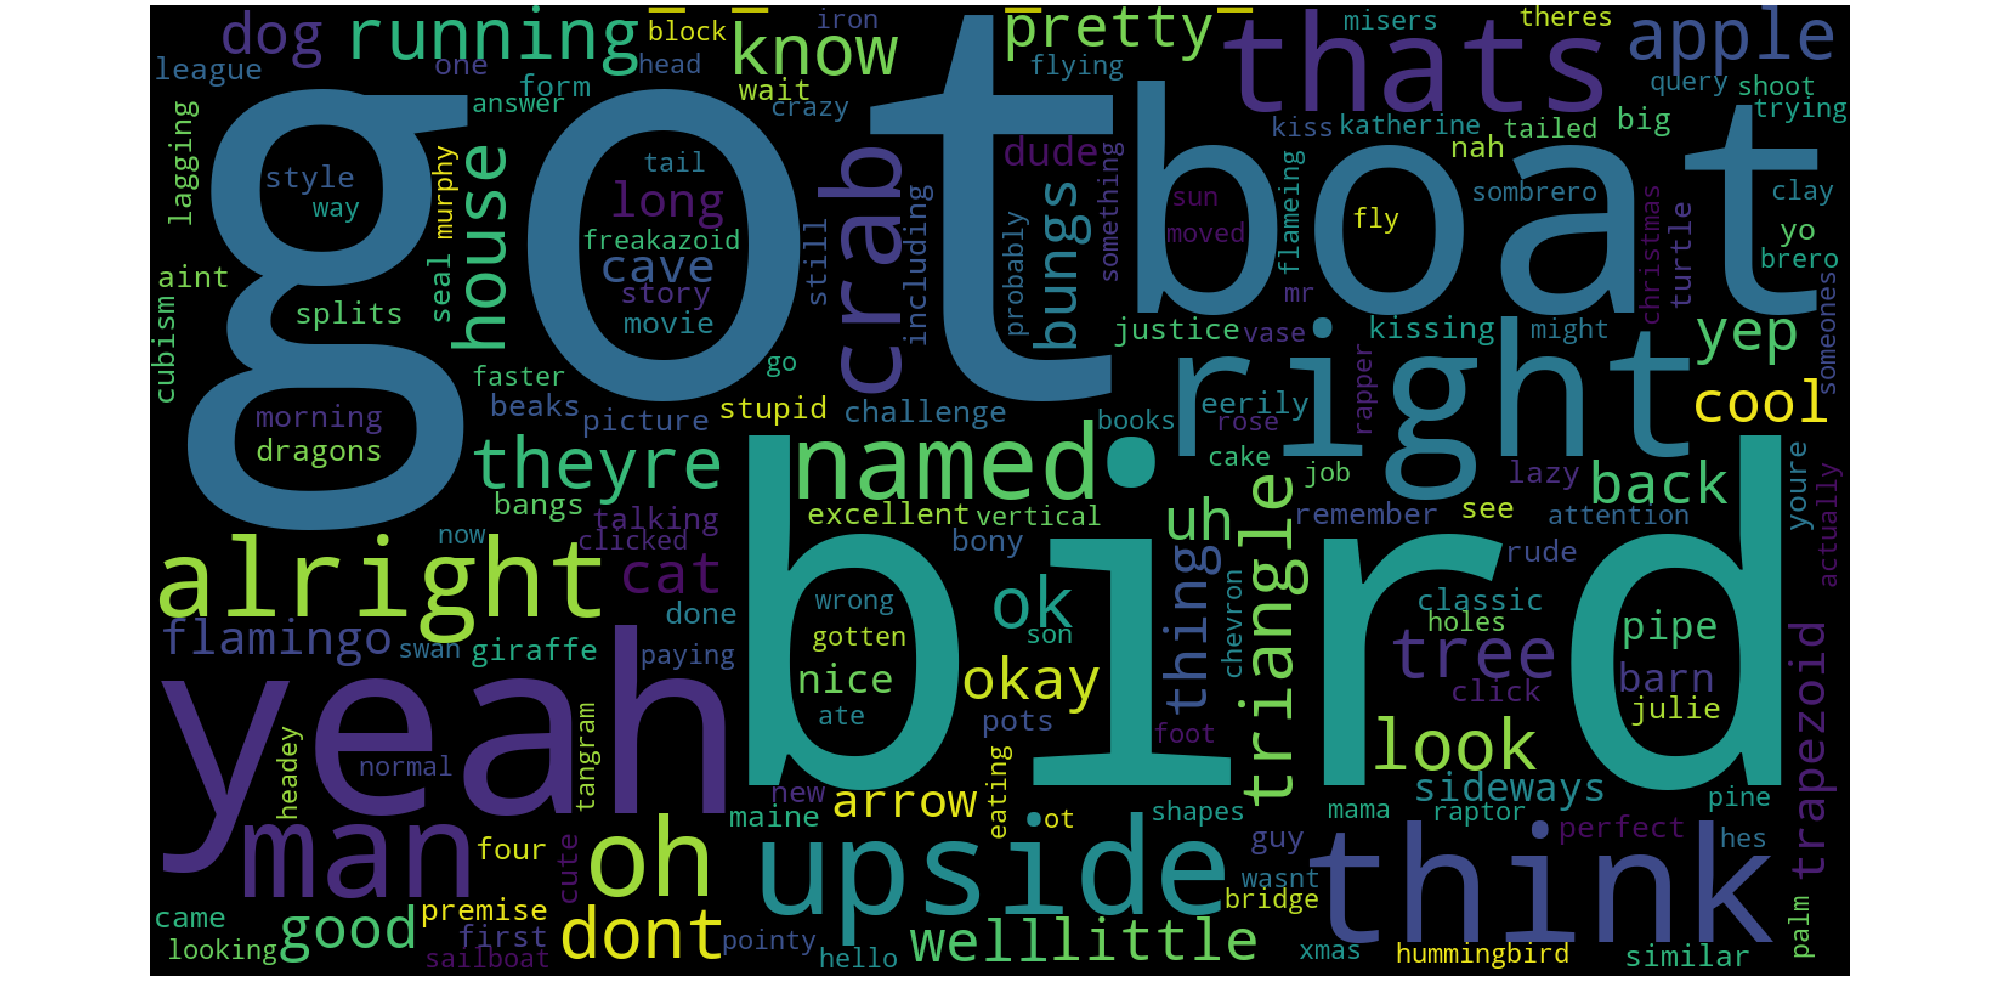 dog
running
block
iron
know
pretty
misers
theres
thats
apple
league
one
form
head
wait
flying
query
shoot
trying
answer
crazy
kiss
katherine
tailed
big
nah
lagging
got
boat
dude
style
way
tail
long
house
murphy
seal
crab
bungs
something
sun
flameing
fly
sombrero
christmas
turtle
clay
yo
brero
freakazoid
cave
story
movie
still
including
probably
moved
mr
aint
splits
cubism
justice
vase
kissing
might
yep
someones
go
faster
right
morning
beaks
picture
stupid
challenge
books
eerily
rose
rapper
cool
dragons
theyre
named
cake
job
lazy
back
bangs
talking
excellent
vertical
uh
triangle
remember
see
attention
youre
actually
now
clicked
bony
rude
alright
cat
bird
wrong
ok
thing
chevron
classic
holes
pipe
done
flamingo
swan
giraffe
paying
gotten
son
tree
barn
trapezoid
nice
okay
click
julie
yeah
ate
pots
foot
look
headey
normal
tangram
new
arrow
eating
sideways
pine
maine
ot
shapes
mama
raptor
man
four
cute
oh
upside
guy
think
perfect
hes
wasnt
came
good
premise
bridge
palm
looking
first
dont
pointy
well
little
xmas
hummingbird
similar
sailboat
hello